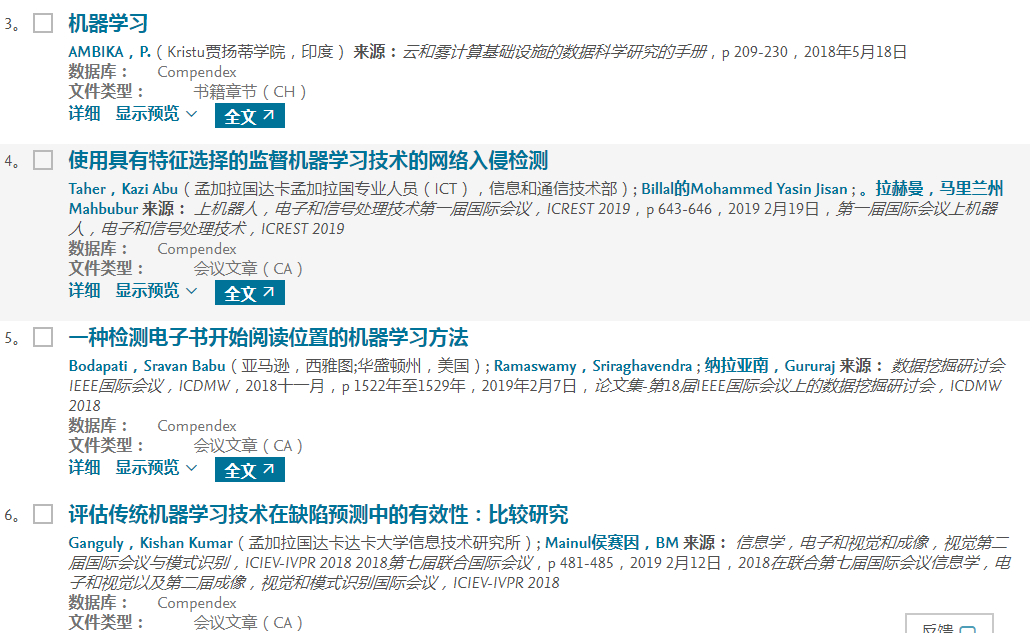 3。 机器学习
AMBIKA，P.（Kristu贾扬蒂学院，印度） 来源：云和雾计算基础设施的数据科学研究的手册，p 209-230，2018年5月18日
数据库： Compendex
文件类型： 书籍章节（CH）
详细 显示预览 全文
4。 使用具有特征选择的监督机器学习技术的网络入侵检测
Taher，Kazi Abu（孟加拉国达卡孟加拉国专业人员（ICT），信息和通信技术部）; Billal的Mohammed Yasin Jisan ; 。拉赫曼，马里兰州
Mahbubur 来源： 上机器人，电子和信号处理技术第一届国际会议，ICREST 2019，p 643-646，2019 2月19日，第一届国际会议上机器
人，电子和信号处理技术，ICREST 2019
数据库： Compendex
文件类型： 会议文章（CA）
详细 显示预览 全文
5。 一种检测电子书开始阅读位置的机器学习方法
Bodapati，Sravan Babu（亚马逊，西雅图;华盛顿州，美国）; Ramaswamy，Sriraghavendra ; 纳拉亚南，Gururaj 来源： 数据挖掘研讨会
IEEE国际会议，ICDMW，2018十一月，p 1522年至1529年，2019年2月7日，论文集-第18届IEEE国际会议上的数据挖掘研讨会，ICDMW
2018
数据库： Compendex
文件类型： 会议文章（CA）
详细 显示预览 全文
6。 评估传统机器学习技术在缺陷预测中的有效性：比较研究
Ganguly，Kishan Kumar（孟加拉国达卡达卡大学信息技术研究所）; Mainul侯赛因，BM 来源： 信息学，电子和视觉和成像，视觉第二
届国际会议与模式识别，ICIEV-IVPR 2018 2018第七届联合国际会议，p 481-485，2019 2月12日，2018在联合第七届国际会议信息学，电
子和视觉以及第二届成像，视觉和模式识别国际会议，ICIEV-IVPR 2018
数据库： Compendex
文件类型： 会议文章（CA）
反馈